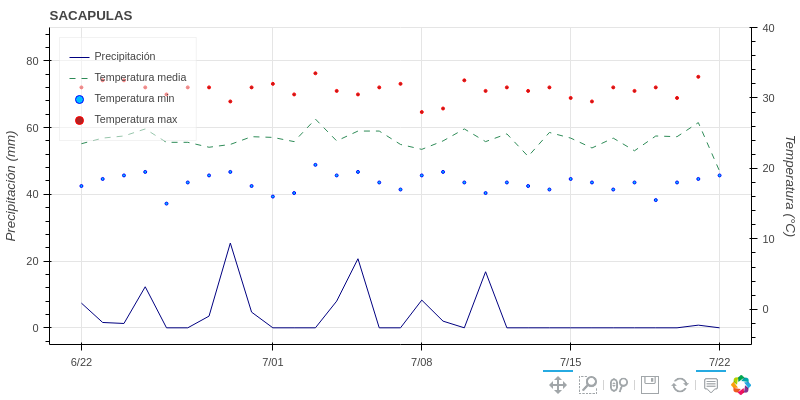 SACAPULAS
Precipitación
Temperatura media
Temperatura min
Temperatura max
Precipitación (mm)
80
60
40
20
0
Temperatura (°C)
40
30
20
10
0
6/22
7/01
7/08
7/15
7/22